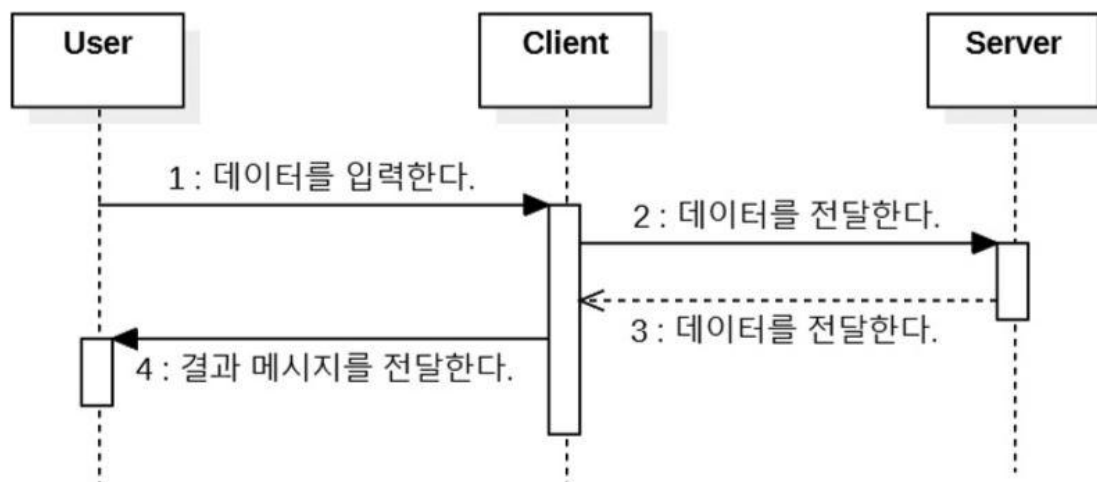 User
Client
Server
1 : 데이터를 입력한다.
2 : 데이터를 전달한다.
3 : 데이터를 전달한다.
4 : 결과 메시지를 전달한다.